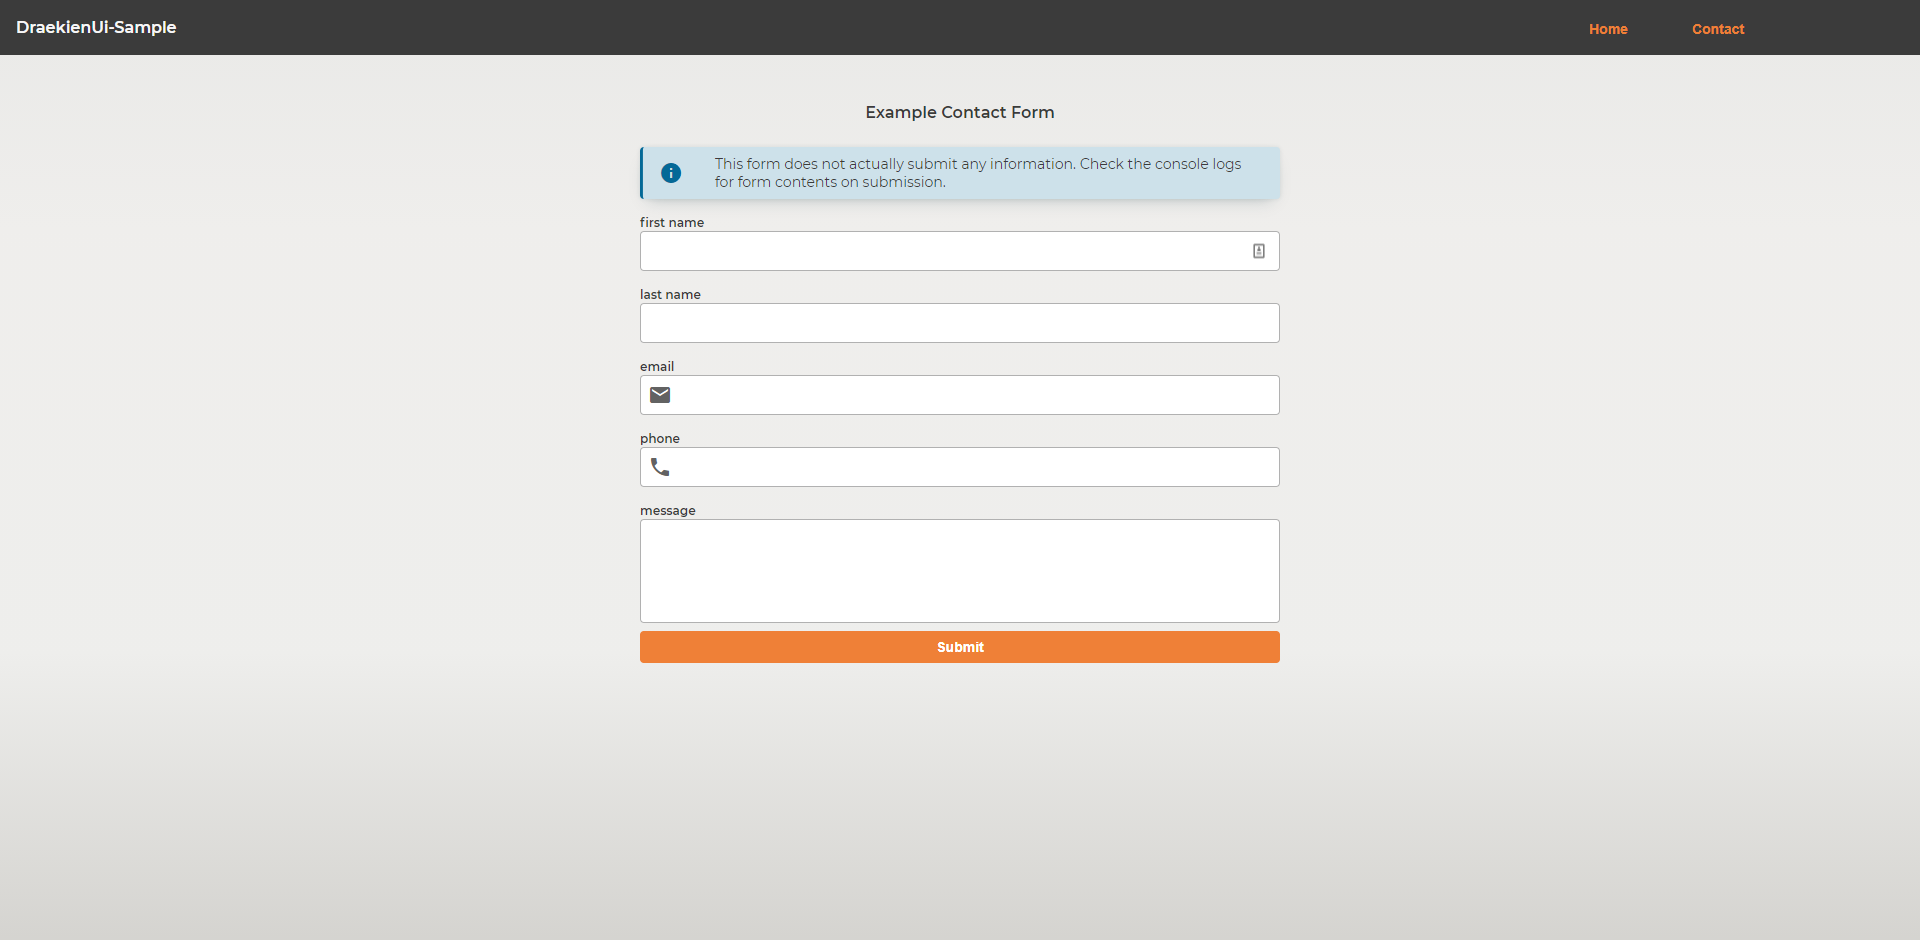 DraekienUi-Sample
Home
Contact
Example Contact Form
This form does not actually submit any information. Check the console logs
for form contents on submission.
first name
last name
email
phone
message
Submit